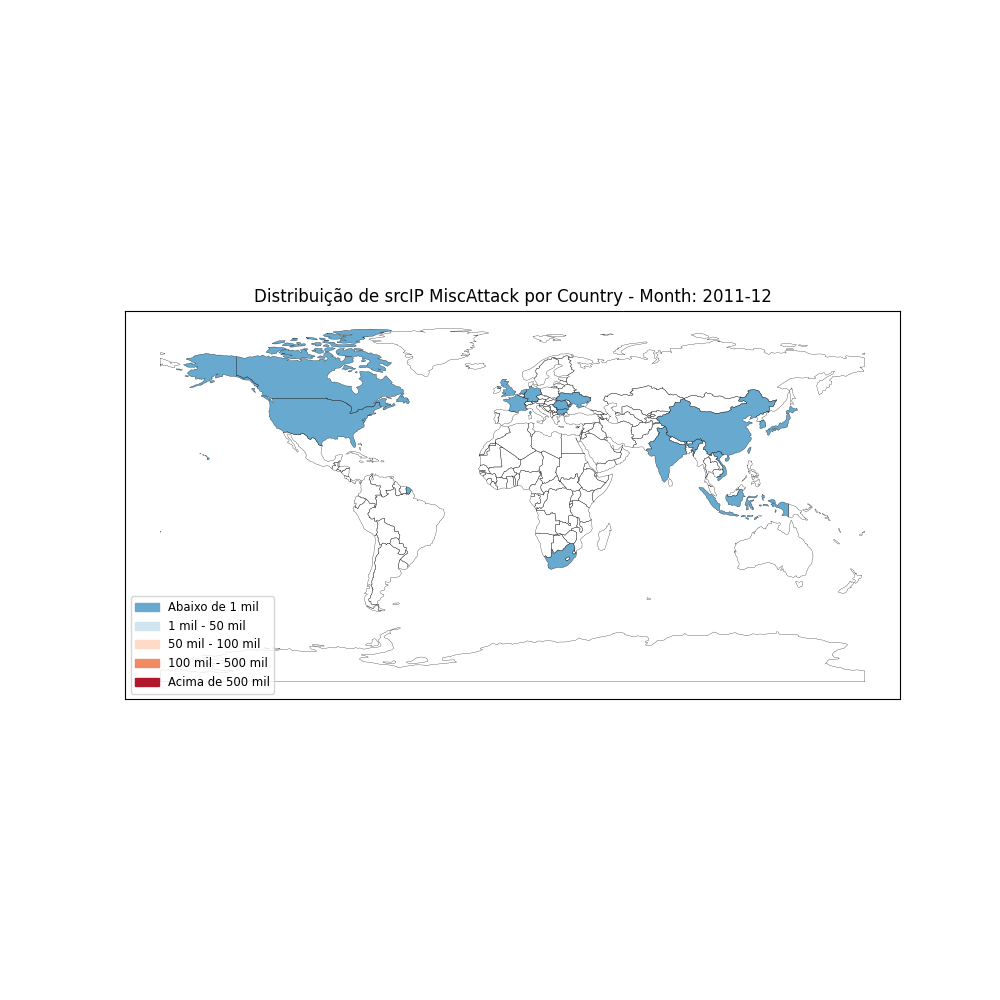 Distribuição de srcIP MiscAttack por Country - Month: 2011-12
Abaixo de 1 mil
1 mil - 50 mil
50 mil - 100 mil
100 mil - 500 mil
Acima de 500 mil